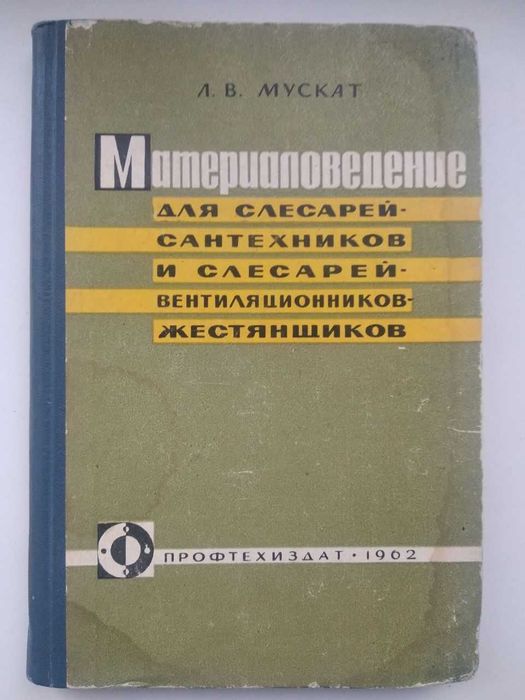 Л. В. МУСКАТ
Материаловедение
ДЛЯ СЛЕСАРЕЙ-
САНТЕХНИКОВ
И СЛЕСАРЕЙ-
ВЕНТИЛЯЦИОННИКОВ-
ЖЕСТЯНЩИКОВ
ПРОФТЕХИЗДАТ · 1962